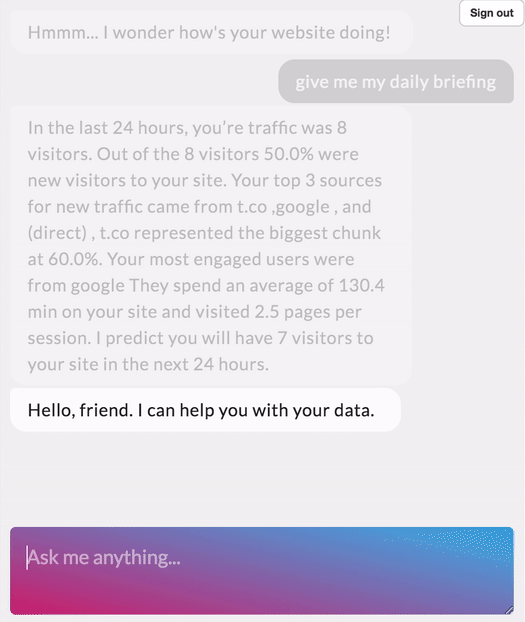 Sign out
Hmmm... I wonder how's your website doing!
give me my daily briefing
In the last 24 hours, you're traffic was 8
visitors. Out of the 8 visitors 50.0% were
new visitors to your site. Your top 3 sources
for new traffic came from t.co ,google , and
(direct) , t.co represented the biggest chunk
at 60.0%. Your most engaged users were
from google They spend an average of 130.4
min on your site and visited 2.5 pages per
session. I predict you will have 7 visitors to
your site in the next 24 hours.
Hello, friend. I can help you with your data.
Ask me anything...